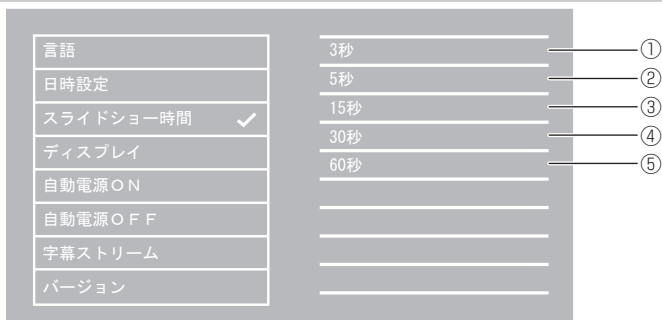 言語
日時設定
スライドショー時間 ✓
ディスプレイ
自動電源ON
自動電源OFF
字幕ストリーム
バージョン
3秒 ①
5秒 ②
15秒 ③
30秒 ④
60秒 ⑤